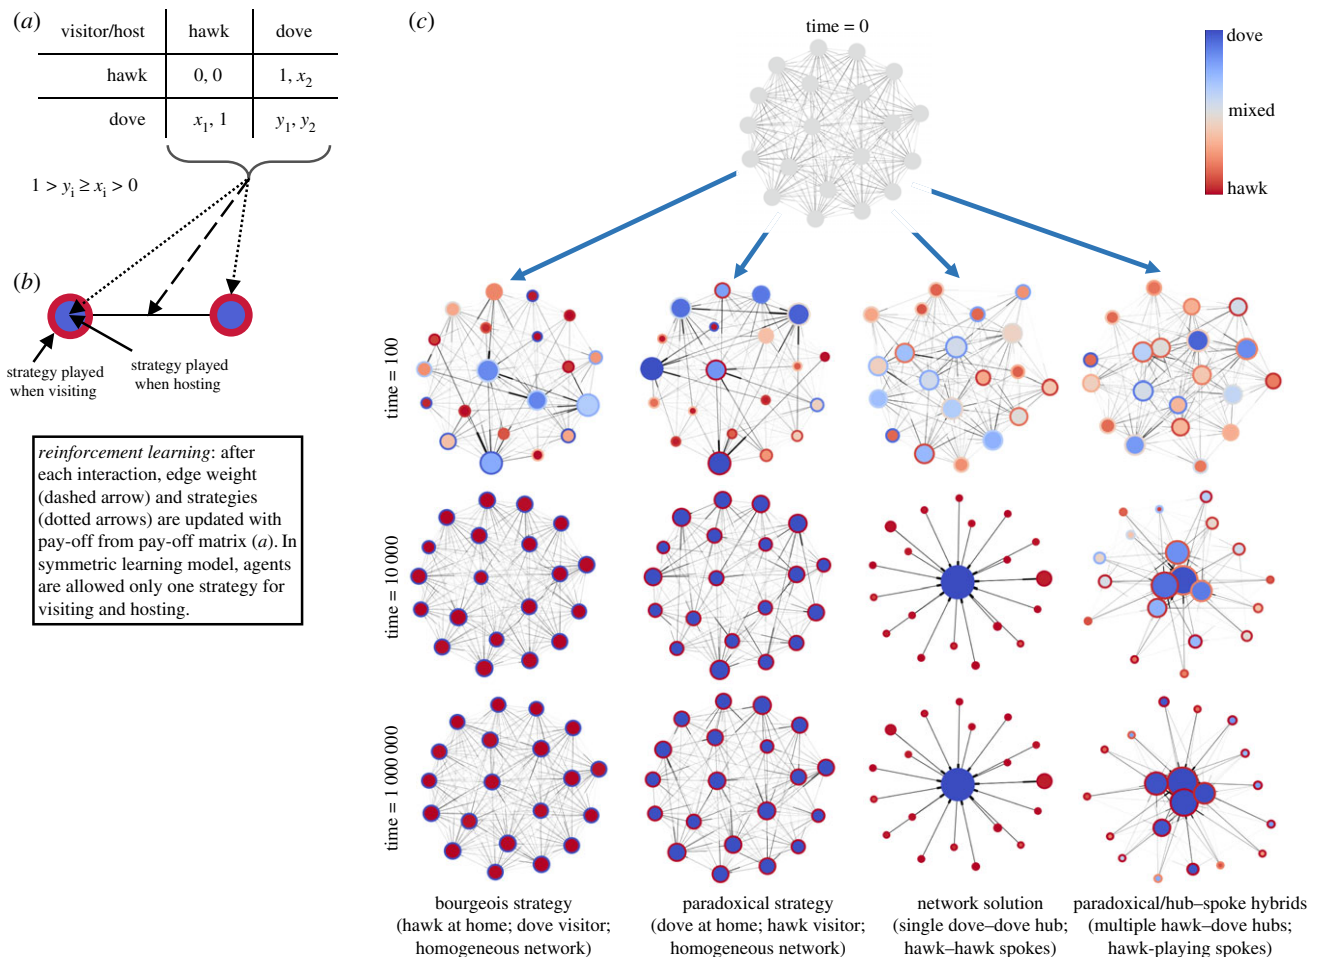 (a)
visitor/host hawk dove
hawk 0, 0 1, x₂
dove x₁, 1 y₁, y₂
1 > yᵢ ≥ xᵢ > 0
(b)
strategy played
when visiting
strategy played
when hosting
reinforcement learning: after
each interaction, edge weight
(dashed arrow) and strategies
(dotted arrows) are updated with
pay-off from pay-off matrix (a). In
symmetric learning model, agents
are allowed only one strategy for
visiting and hosting.
(c)
time = 0
dove
mixed
hawk
time = 100
time = 10 000
time = 1 000 000
bourgeois strategy
(hawk at home; dove visitor;
homogeneous network)
paradoxical strategy
(dove at home; hawk visitor;
homogeneous network)
network solution
(single dove–dove hub;
hawk–hawk spokes)
paradoxical/hub–spoke hybrids
(multiple hawk–dove hubs;
hawk-playing spokes)